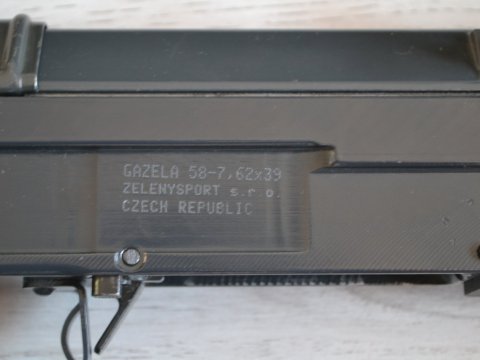 GAZELA 58-7,62x39
ZELENYSPORT s.r.o.
CZECH REPUBLIC